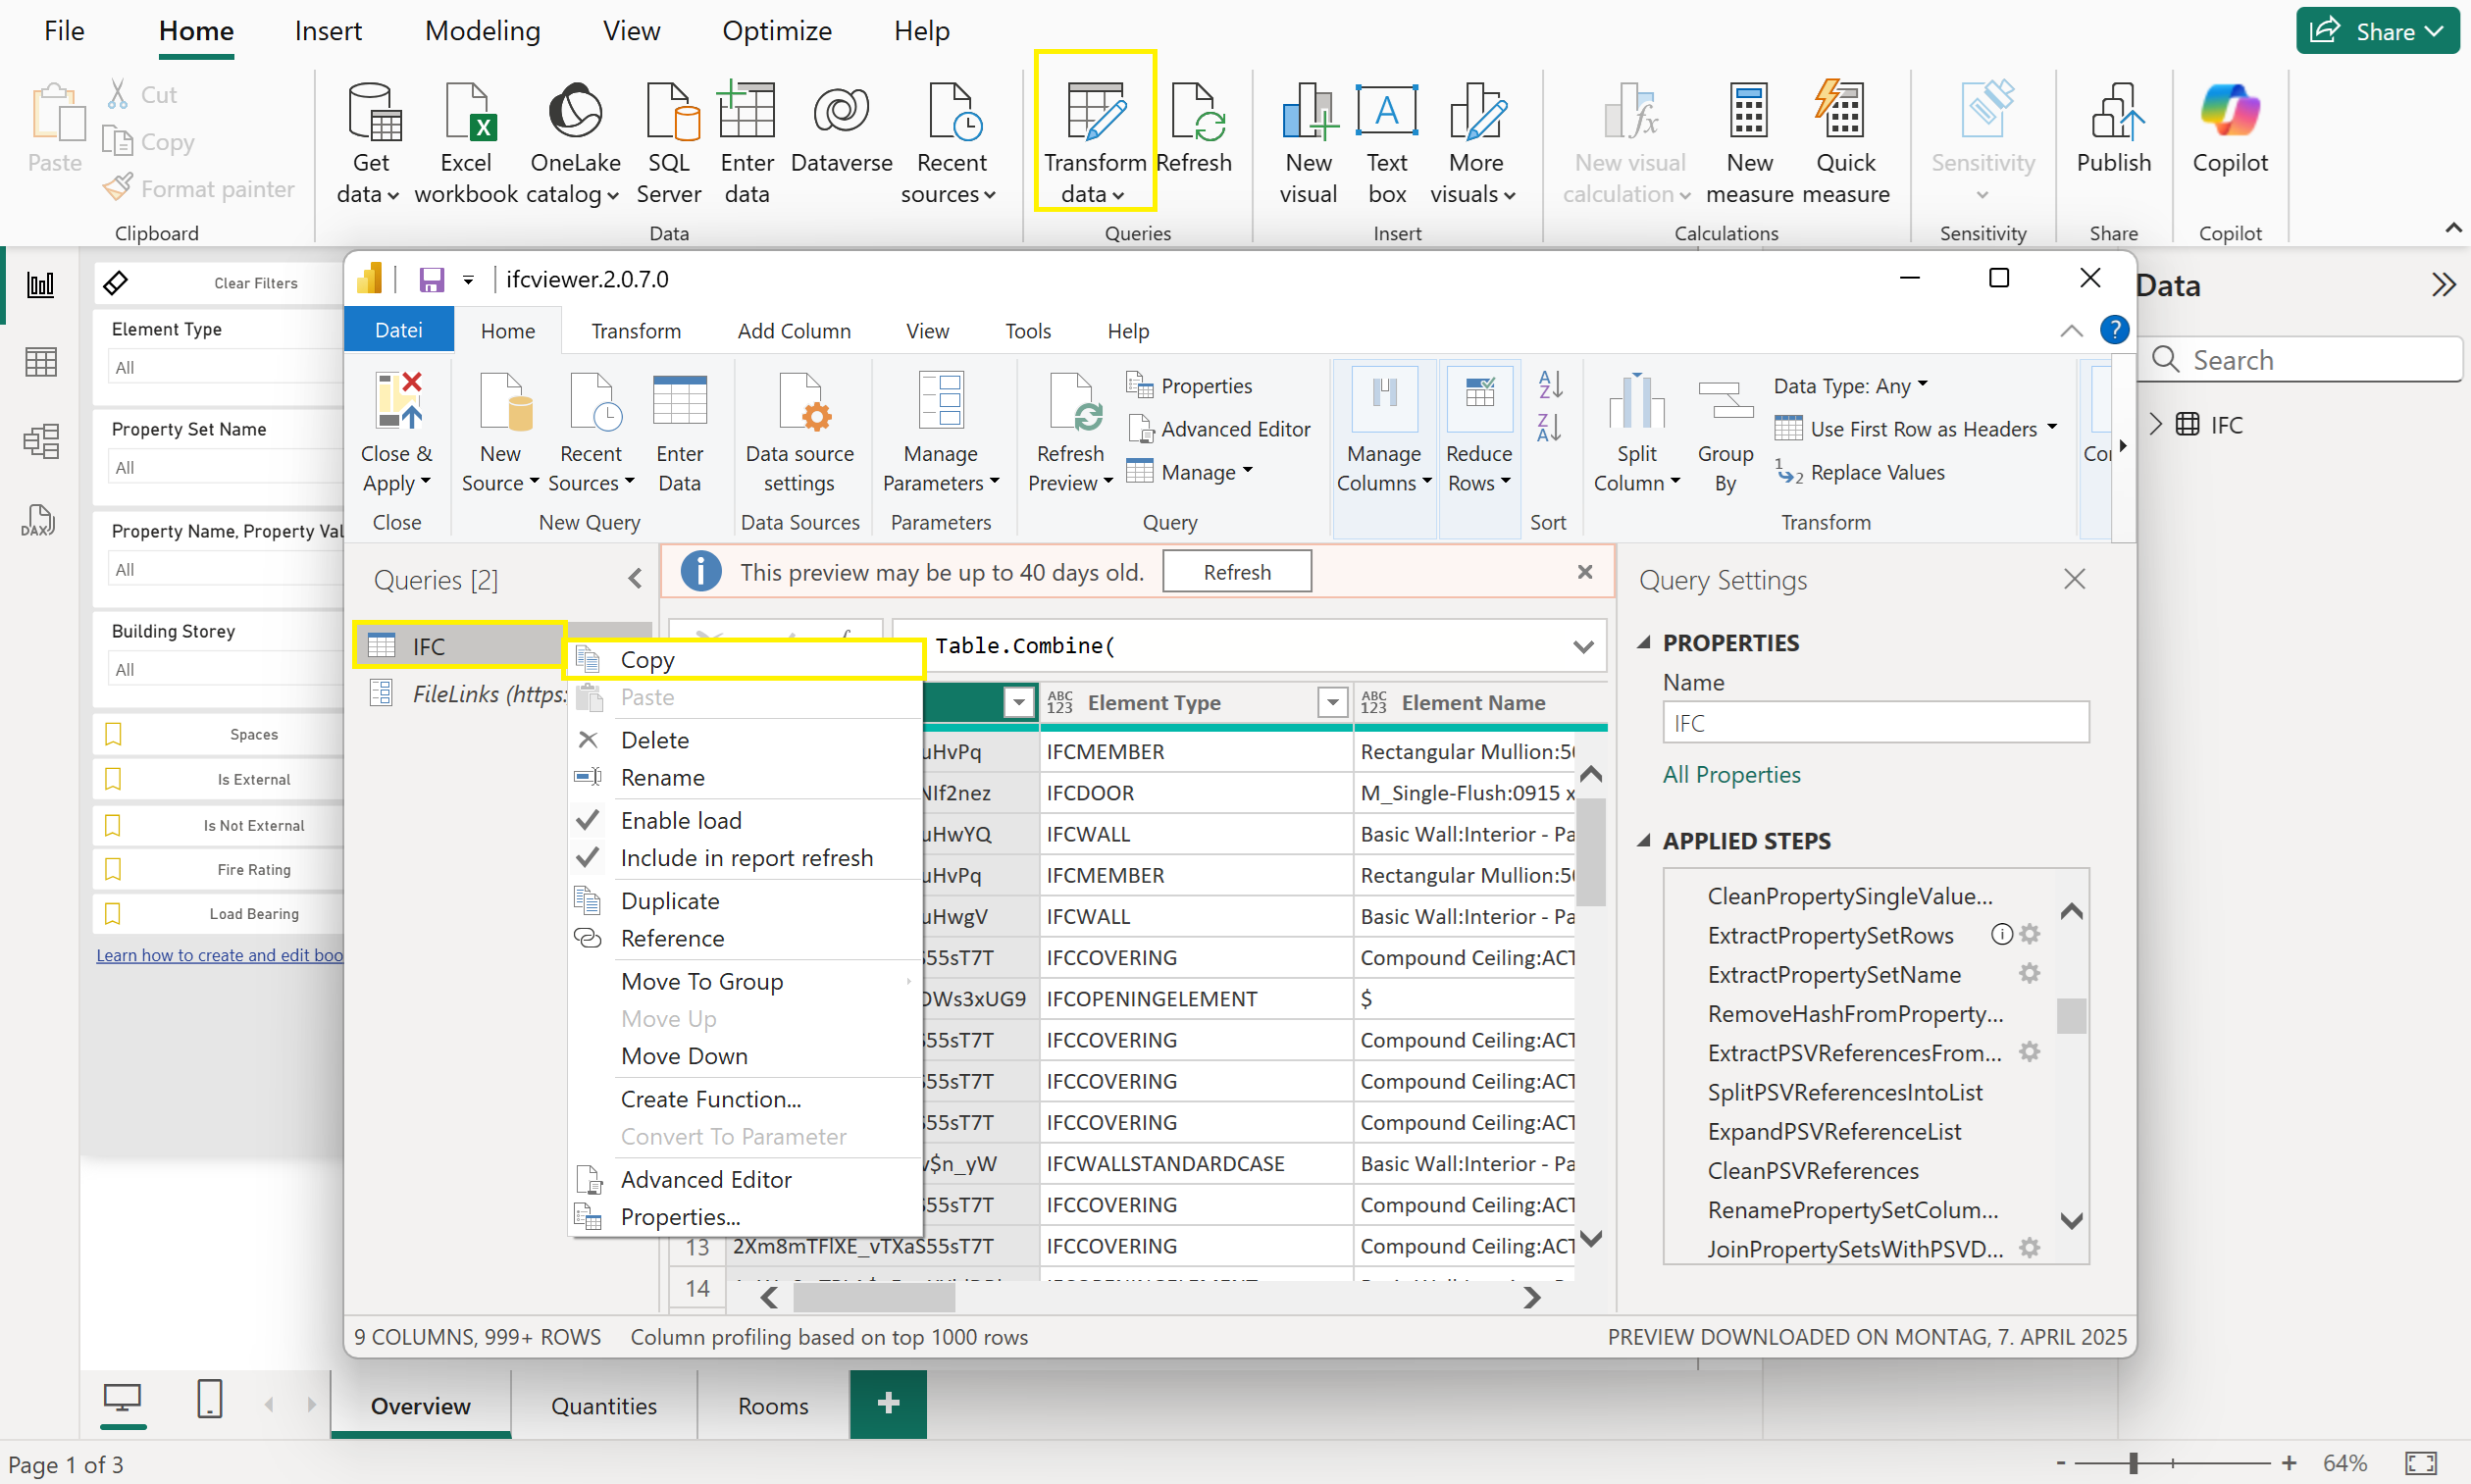 File Home Insert Modeling View Optimize Help Share
Paste Cut Copy Format painter Clipboard
Get data Excel workbook OneLake catalog SQL Server Enter data Dataverse Recent sources Data
Transform data Refresh Queries
New visual Text box More visuals Insert
New visual calculation New measure Quick measure Calculations
Sensitivity Sensitivity
Publish Share
Copilot Copilot
Clear Filters
Element Type
All
Property Set Name
All
Property Name, Property Val
All
Building Storey
All
Spaces
Is External
Is Not External
Fire Rating
Load Bearing
Learn how to create and edit boo
DAX
ifcviewer.2.0.7.0
Datei Home Transform Add Column View Tools Help ?
Close & Apply Close
New Source Recent Sources Enter Data New Query
Data source settings Data Sources
Manage Parameters Parameters
Refresh Preview Properties Advanced Editor Manage Query
Manage Columns
Reduce Rows
Sort
Split Column Group By Data Type: Any Use First Row as Headers Replace Values Transform
Queries [2]
IFC
FileLinks (https:
This preview may be up to 40 days old. Refresh
Table.Combine(
Copy
Paste
Delete
Rename
Enable load
Include in report refresh
Duplicate
Reference
Move To Group
Move Up
Move Down
Create Function...
Convert To Parameter
Advanced Editor
Properties...
ABC 123 Element Type ABC 123 Element Name
uHvPq IFCMEMBER Rectangular Mullion:5
NIf2nez IFCDOOR M_Single-Flush:0915 x
uHwYQ IFCWALL Basic Wall:Interior - Pa
uHvPq IFCMEMBER Rectangular Mullion:5
uHwgV IFCWALL Basic Wall:Interior - Pa
S55sT7T IFCCOVERING Compound Ceiling:ACT
OWs3xUG9 IFCOPENINGELEMENT $
S55sT7T IFCCOVERING Compound Ceiling:ACT
S55sT7T IFCCOVERING Compound Ceiling:ACT
S55sT7T IFCCOVERING Compound Ceiling:ACT
v$n_yW IFCWALLSTANDARDCASE Basic Wall:Interior - Pa
S55sT7T IFCCOVERING Compound Ceiling:ACT
13 2Xm8mTFlXE_vTXaS55sT7T IFCCOVERING Compound Ceiling:ACT
14
9 COLUMNS, 999+ ROWS Column profiling based on top 1000 rows
PREVIEW DOWNLOADED ON MONTAG, 7. APRIL 2025
Query Settings
PROPERTIES
Name
IFC
All Properties
APPLIED STEPS
CleanPropertySingleValue...
ExtractPropertySetRows
ExtractPropertySetName
RemoveHashFromProperty...
ExtractPSVReferencesFrom...
SplitPSVReferencesIntoList
ExpandPSVReferenceList
CleanPSVReferences
RenamePropertySetColum...
JoinPropertySetsWithPSVD...
Data
Search
IFC
Overview Quantities Rooms +
Page 1 of 3
- + 64%